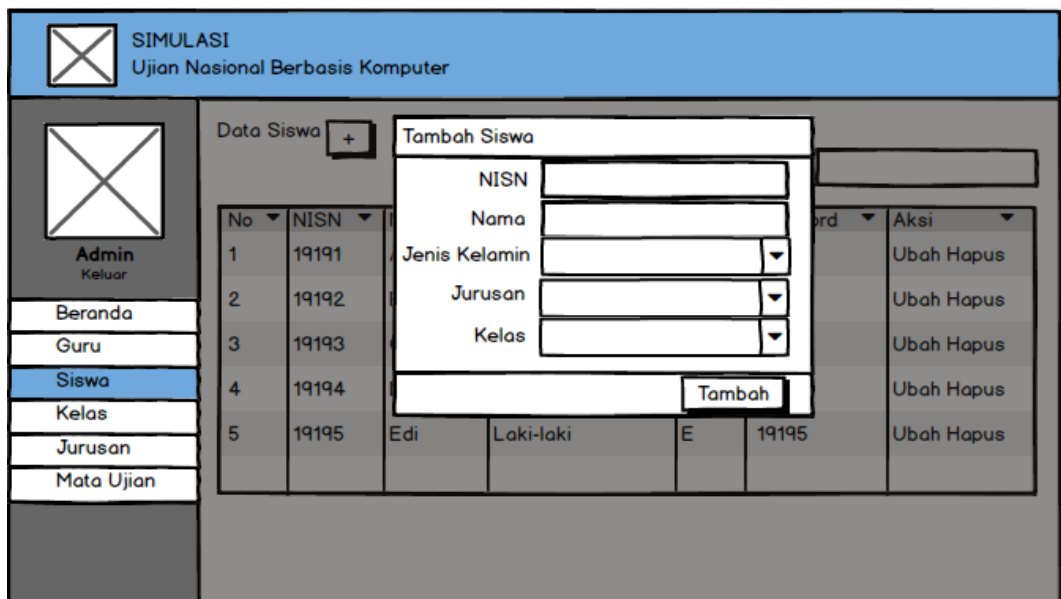 SIMULASI
Ujian Nasional Berbasis Komputer
Admin
Keluar
Beranda
Guru
Siswa
Kelas
Jurusan
Mata Ujian
Data Siswa +
No NISN Aksi
1 19191 Ubah Hapus
2 19192 Ubah Hapus
3 19193 Ubah Hapus
4 19194 Ubah Hapus
5 19195 Edi Laki-laki E 19195 Ubah Hapus
Tambah Siswa
NISN
Nama
Jenis Kelamin
Jurusan
Kelas
Tambah